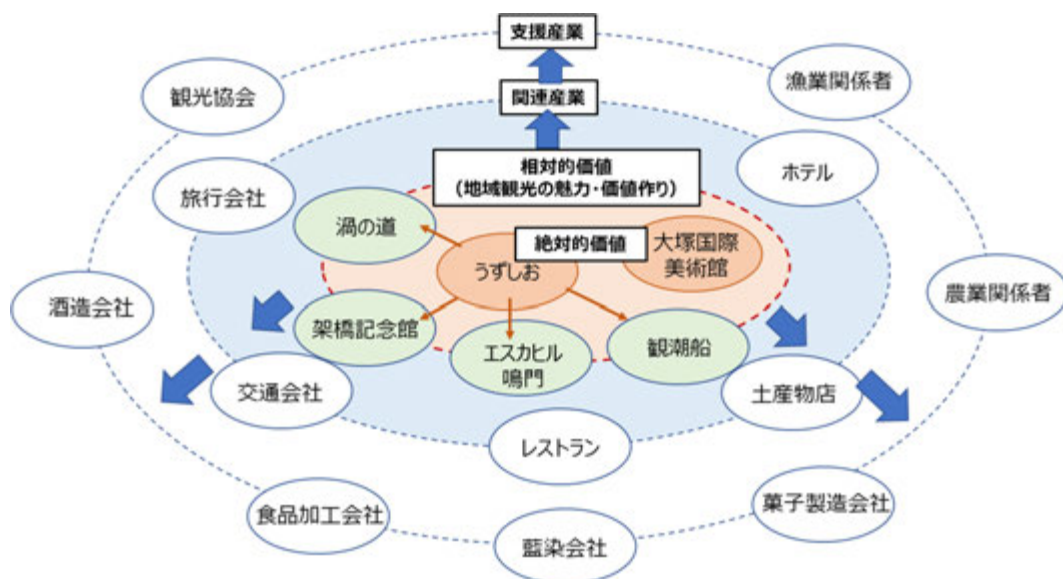 支援産業
観光協会
漁業関係者
関連産業
相対的価値
(地域観光の魅力・価値作り)
ホテル
旅行会社
渦の道
絶対的価値
大塚国際
美術館
うずしお
酒造会社
農業関係者
架橋記念館
エスカヒル
鳴門
観潮船
交通会社
土産物店
レストラン
食品加工会社
菓子製造会社
藍染会社